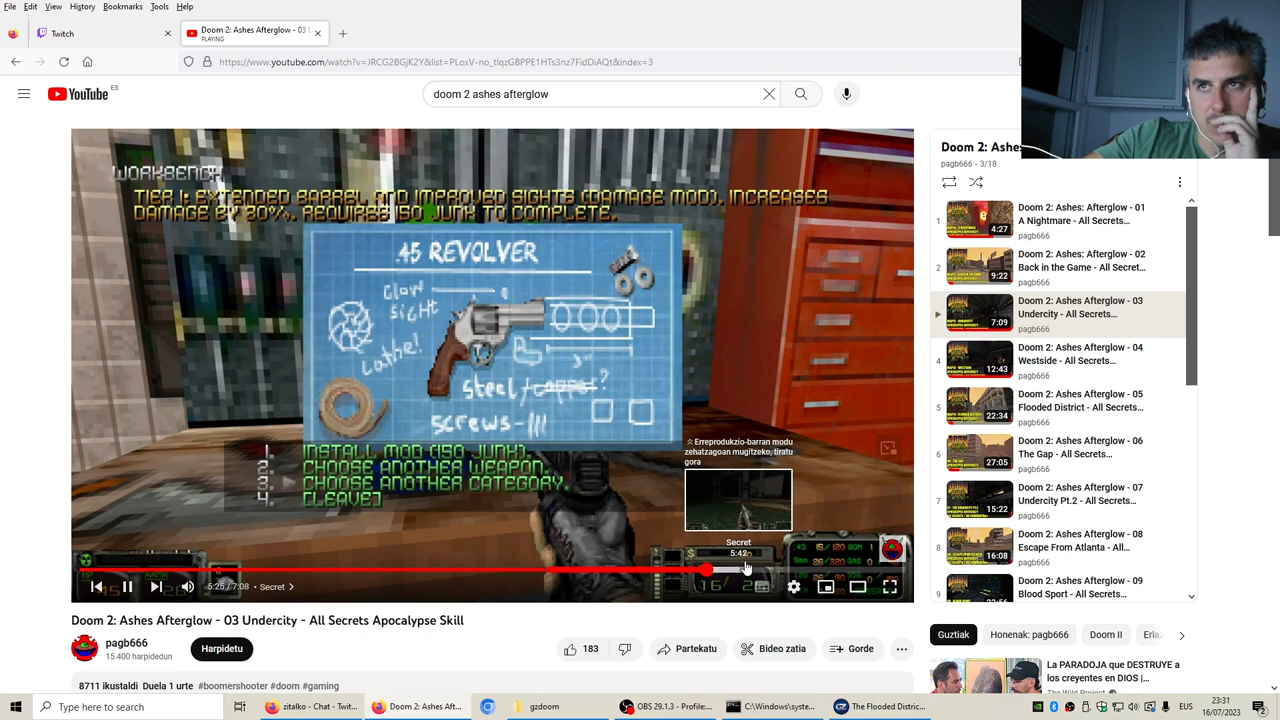 File Edit View History Bookmarks Tools Help
Twitch
Doom 2: Ashes Afterglow - 03 U
PLAYING
https://www.youtube.com/watch?v=JRCG2BGjK2Y&list=PLoxV-no_tlqzGBPPE1HTs3nz7FidDiAQt&index=3
YouTube ES
doom 2 ashes afterglow
WORKBENCH
TIER 1: EXTENDED BARREL AND IMPROVED SIGHTS (DAMAGE MOD). INCREASES
DAMAGE BY 30%. REQUIRES 150 JUNK TO COMPLETE.
.45 REVOLVER
Glow
Sight
Lathe!
Steel,
Screws
1. INSTALL MOD (150 JUNK).
2. CHOOSE ANOTHER WEAPON.
3. CHOOSE ANOTHER CATEGORY.
4. [LEAVE]
Erreprodukzio-barran modu
zehatzagoan mugitzeko, tiratu
gora
Secret
5:42
5:25 / 7:08 • Secret
Doom 2: Ashes Afterglow - 03 Undercity - All Secrets Apocalypse Skill
pagb666
15.400 harpidedun
Harpidetu
183
Partekatu
Bideo zatia
Gorde
8711 ikustaldi Duela 1 urte #boomershooter #doom #gaming
Doom 2: Ashe
pagb666 - 3/18
1
4:27
Doom 2: Ashes: Afterglow - 01
A Nightmare - All Secrets...
pagb666
2
9:22
Doom 2: Ashes: Afterglow - 02
Back in the Game - All Secret...
pagb666
7:09
Doom 2: Ashes Afterglow - 03
Undercity - All Secrets...
pagb666
4
12:43
Doom 2: Ashes Afterglow - 04
Westside - All Secrets...
pagb666
5
22:34
Doom 2: Ashes Afterglow - 05
Flooded District - All Secrets...
pagb666
6
27:05
Doom 2: Ashes Afterglow - 06
The Gap - All Secrets...
pagb666
7
15:22
Doom 2: Ashes Afterglow - 07
Undercity Pt.2 - All Secrets...
pagb666
8
16:08
Doom 2: Ashes Afterglow - 08
Escape From Atlanta - All...
pagb666
9
Doom 2: Ashes Afterglow - 09
Blood Sport - All Secrets...
Guztiak
Honenak: pagb666
Doom II
La PARADOJA que DESTRUYE a
los creyentes en DIOS |...
The Wild Project
Type here to search
zitalko - Chat - Twit...
Doom 2: Ashes Aft...
gzdoom
OBS 29.1.3 - Profile:...
C:\Windows\syste...
The Flooded Distric...
EUS
23:31
16/07/2023
2